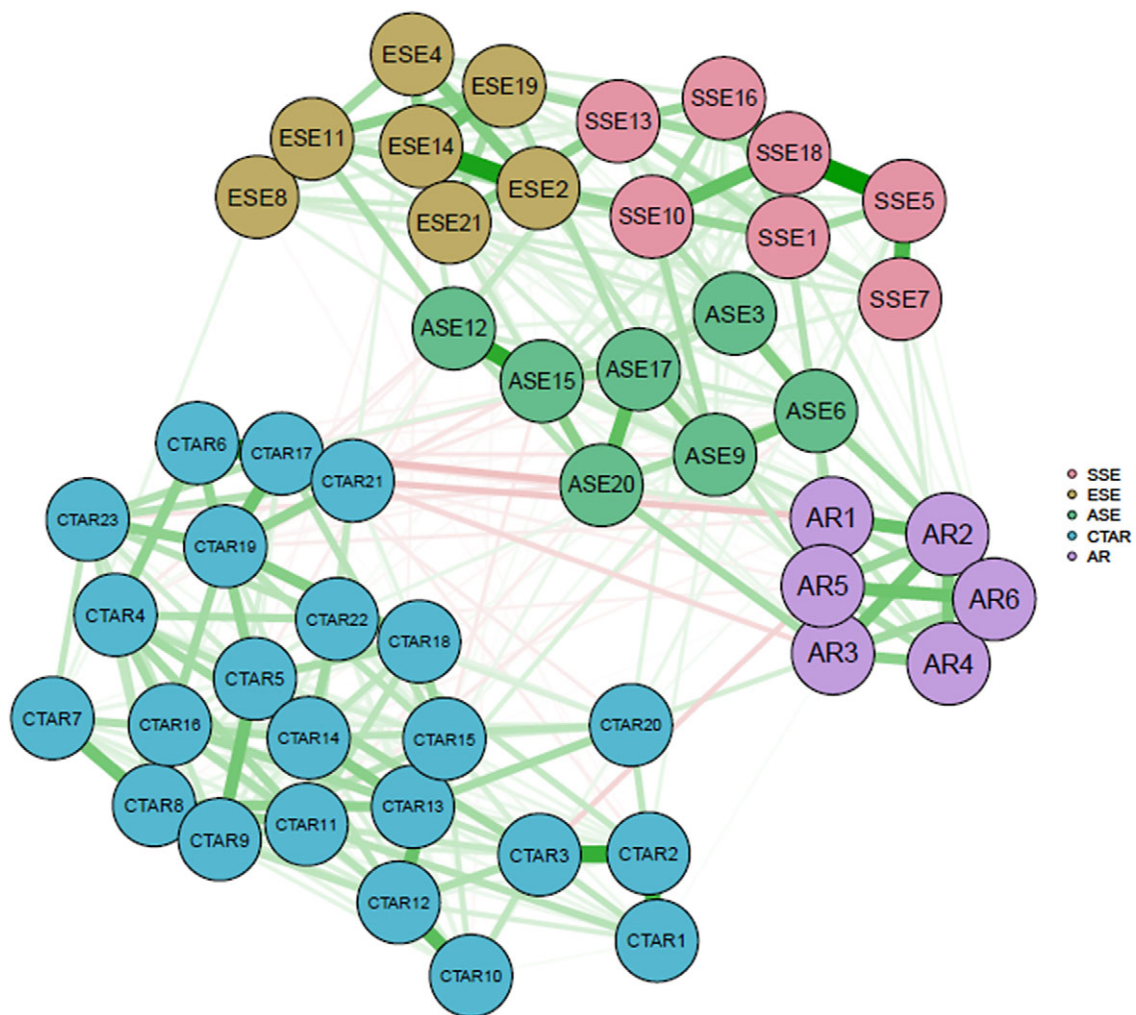 ESE4
ESE19
SSE16
SSE13
ESE11
ESE14
SSE18
ESE8
ESE2
SSE5
ESE21
SSE10
SSE1
SSE7
ASE3
ASE12
ASE15
ASE17
ASE6
CTAR6
CTAR17
ASE9
CTAR21
ASE20
SSE
ESE
ASE
CTAR
AR
CTAR23
AR1
AR2
CTAR19
AR5
AR6
CTAR4
CTAR22
CTAR18
AR3
AR4
CTAR5
CTAR7
CTAR16
CTAR14
CTAR15
CTAR20
CTAR8
CTAR13
CTAR11
CTAR9
CTAR3
CTAR2
CTAR12
CTAR1
CTAR10